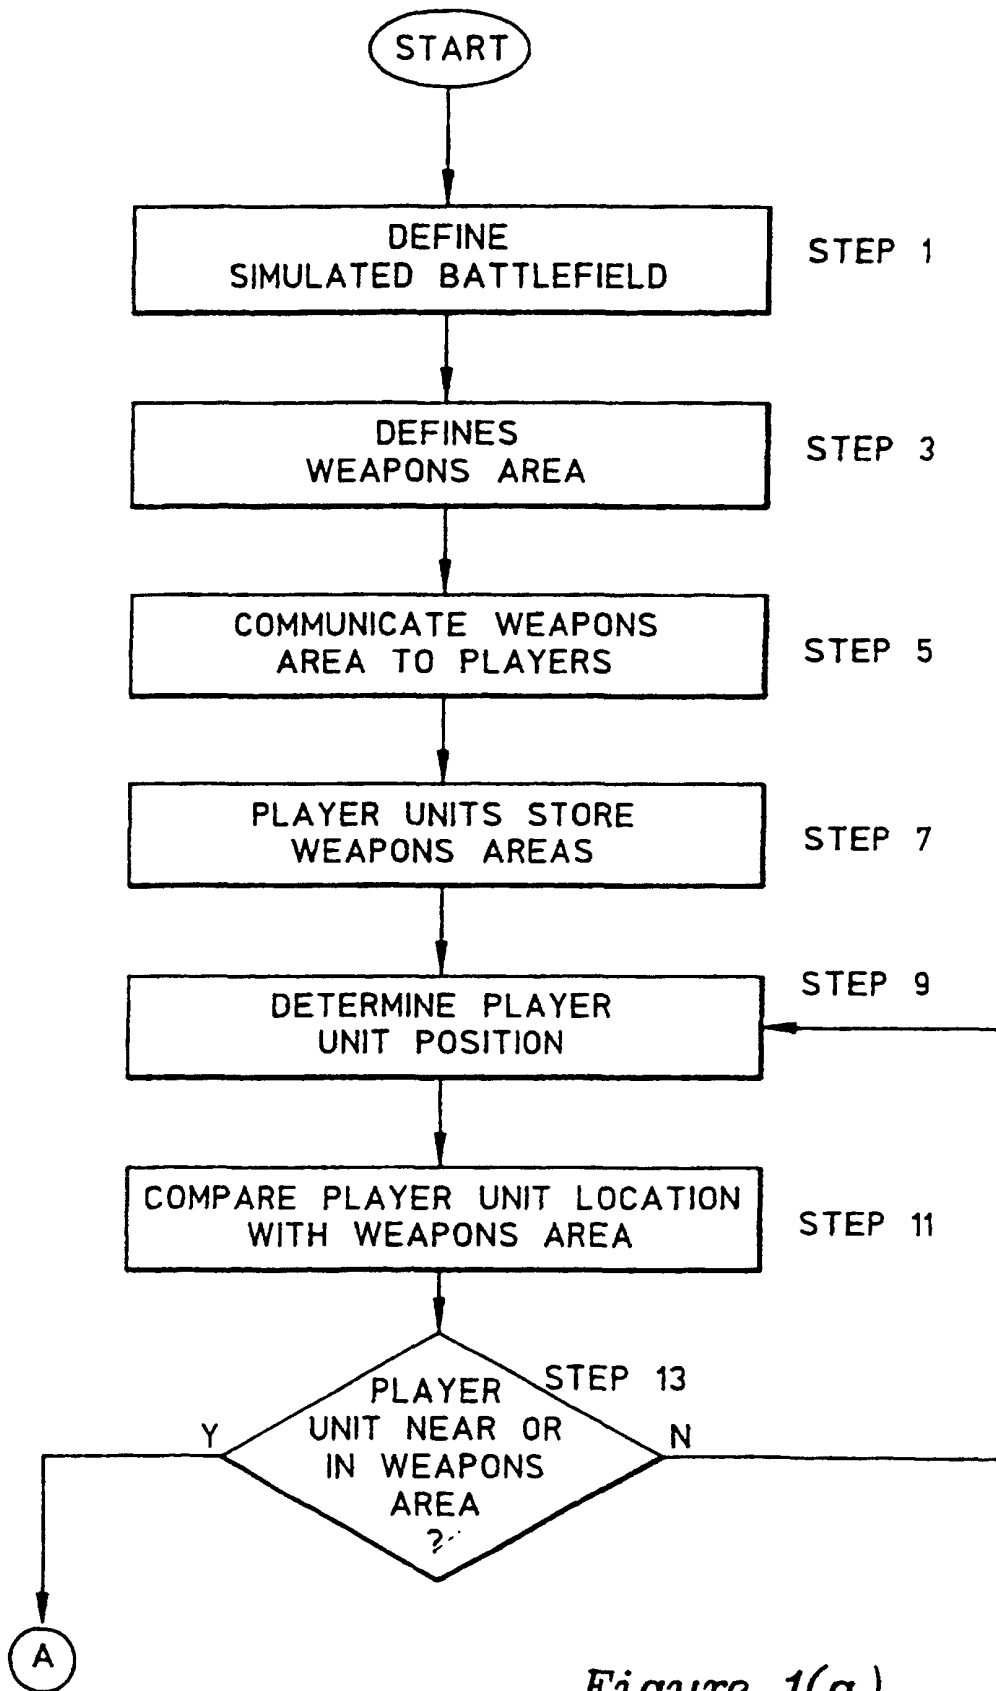 START
DEFINE
SIMULATED BATTLEFIELD
STEP 1
DEFINES
WEAPONS AREA
STEP 3
COMMUNICATE WEAPONS
AREA TO PLAYERS
STEP 5
PLAYER UNITS STORE
WEAPONS AREAS
STEP 7
DETERMINE PLAYER
UNIT POSITION
STEP 9
COMPARE PLAYER UNIT LOCATION
WITH WEAPONS AREA
STEP 11
STEP 13
PLAYER
UNIT NEAR OR
IN WEAPONS
AREA
?
Y
N
A
Figure 1(a)